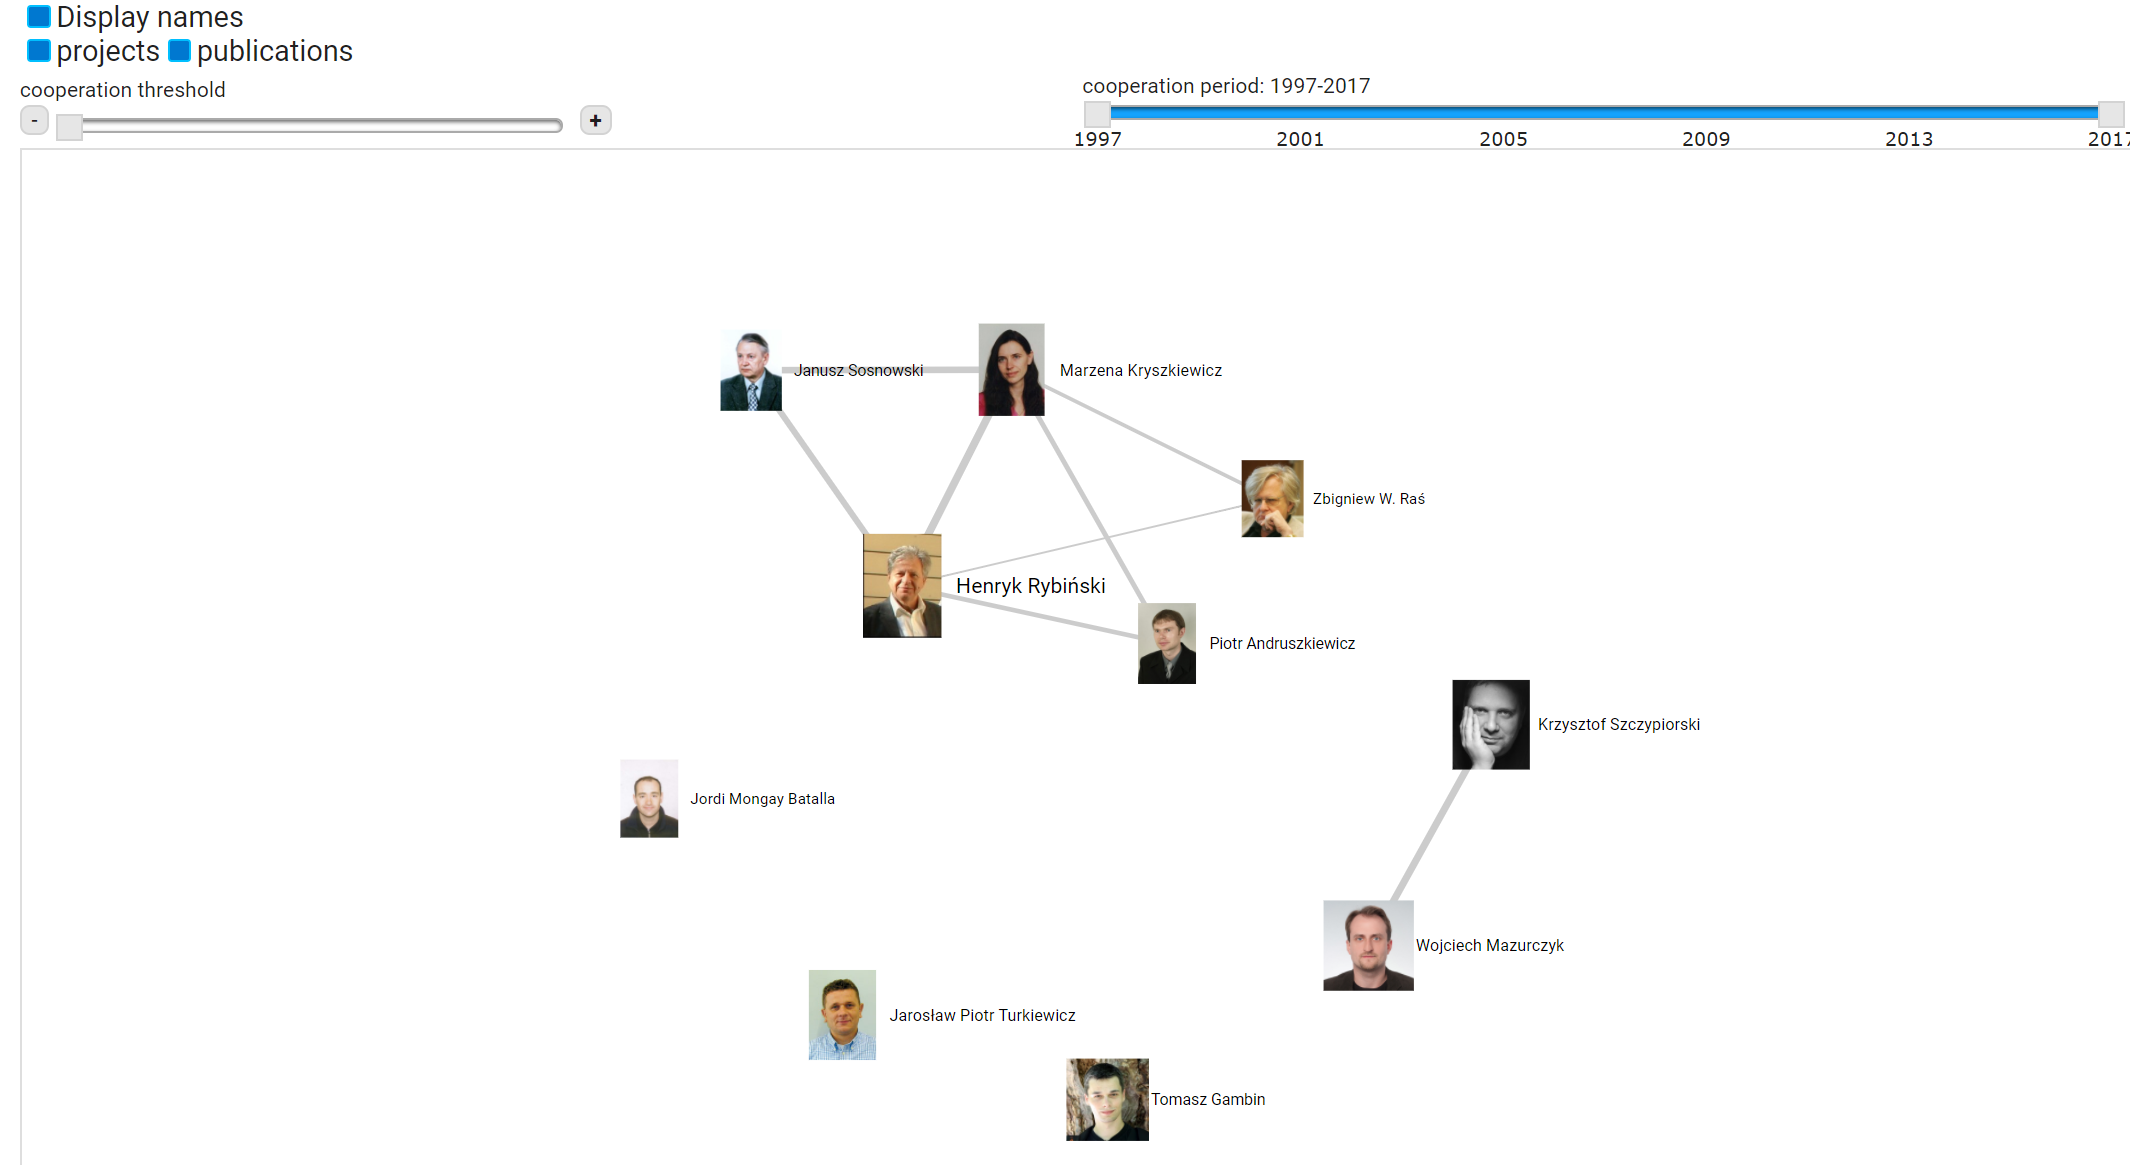 Display names
projects publications
cooperation threshold
cooperation period: 1997-2017
- +
1997 2001 2005 2009 2013 2017
Janusz Sosnowski
Marzena Kryszkiewicz
Zbigniew W. Raś
Henryk Rybiński
Piotr Andruszkiewicz
Krzysztof Szczypiorski
Jordi Mongay Batalla
Wojciech Mazurczyk
Jarosław Piotr Turkiewicz
Tomasz Gambin